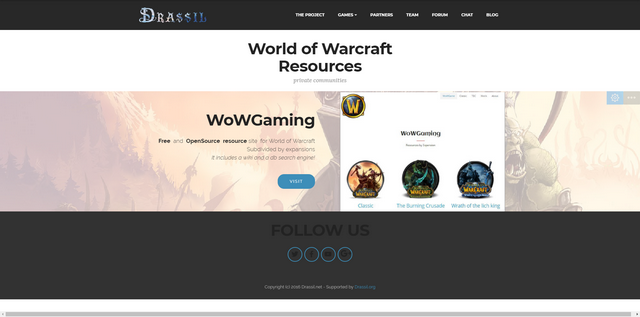 DRASSIL
THE PROJECT GAMES PARTNERS TEAM FORUM CHAT BLOG
World of Warcraft
Resources
private communities
WoWGaming
Free and OpenSource resource site for World of Warcraft
Subdivided by expansions
it includes a wiki and a db search engine!
VISIT
WoWGaming
Classic The Burning Crusade Wrath of the lich king
FOLLOW US
Copyright (c) 2016 Drassil.net - Supported by Drassil.org